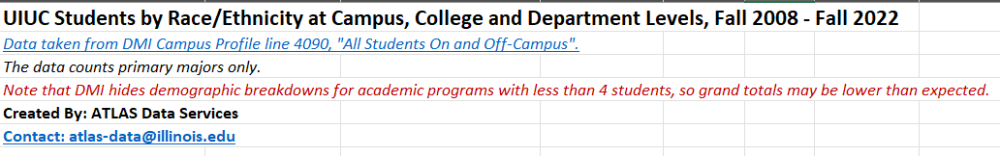 UIUC Students by Race/Ethnicity at Campus, College and Department Levels, Fall 2008 - Fall 2022
Data taken from DMI Campus Profile line 4090, "All Students On and Off-Campus".
The data counts primary majors only.
Note that DMI hides demographic breakdowns for academic programs with less than 4 students, so grand totals may be lower than expected.
Created By: ATLAS Data Services
Contact: atlas-data@illinois.edu